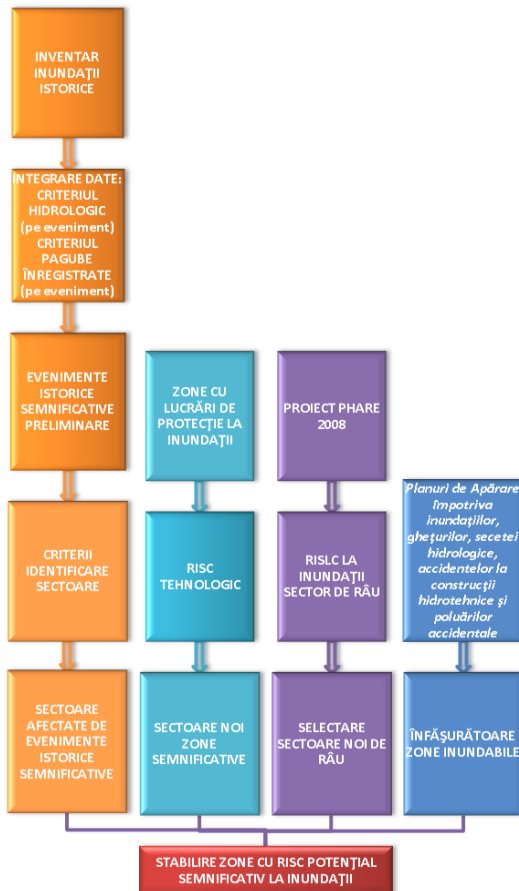 INVENTAR
INUNDAŢII
ISTORICE
INTEGRARE DATE:
CRITERIUL
HIDROLOGIC
(pe eveniment)
CRITERIUL
PAGUBE
ÎNREGISTRATE
(pe eveniment)
EVENIMENTE
ISTORICE
SEMNIFICATIVE
PRELIMINARE
CRITERII
IDENTIFICARE
SECTOARE
SECTOARE
AFECTATE DE
EVENIMENTE
ISTORICE
SEMNIFICATIVE
ZONE CU
LUCRĂRI DE
PROTECŢIE LA
INUNDAŢII
RISC
TEHNOLOGIC
SECTOARE NOI
ZONE
SEMNIFICATIVE
PROIECT PHARE
2008
RISLC LA
INUNDAŢII
SECTOR DE RÂU
SELECTARE
SECTOARE NOI DE
RÂU
Planuri de Apărare
împotriva
inundaţiilor,
gheţurilor, secetei
hidrologice,
accidentelor la
construcţii
hidrotehnice şi
poluărilor
accidentale
ÎNFĂŞURĂTOARE
ZONE INUNDABILE
STABILIRE ZONE CU RISC POTENŢIAL
SEMNIFICATIV LA INUNDAŢII